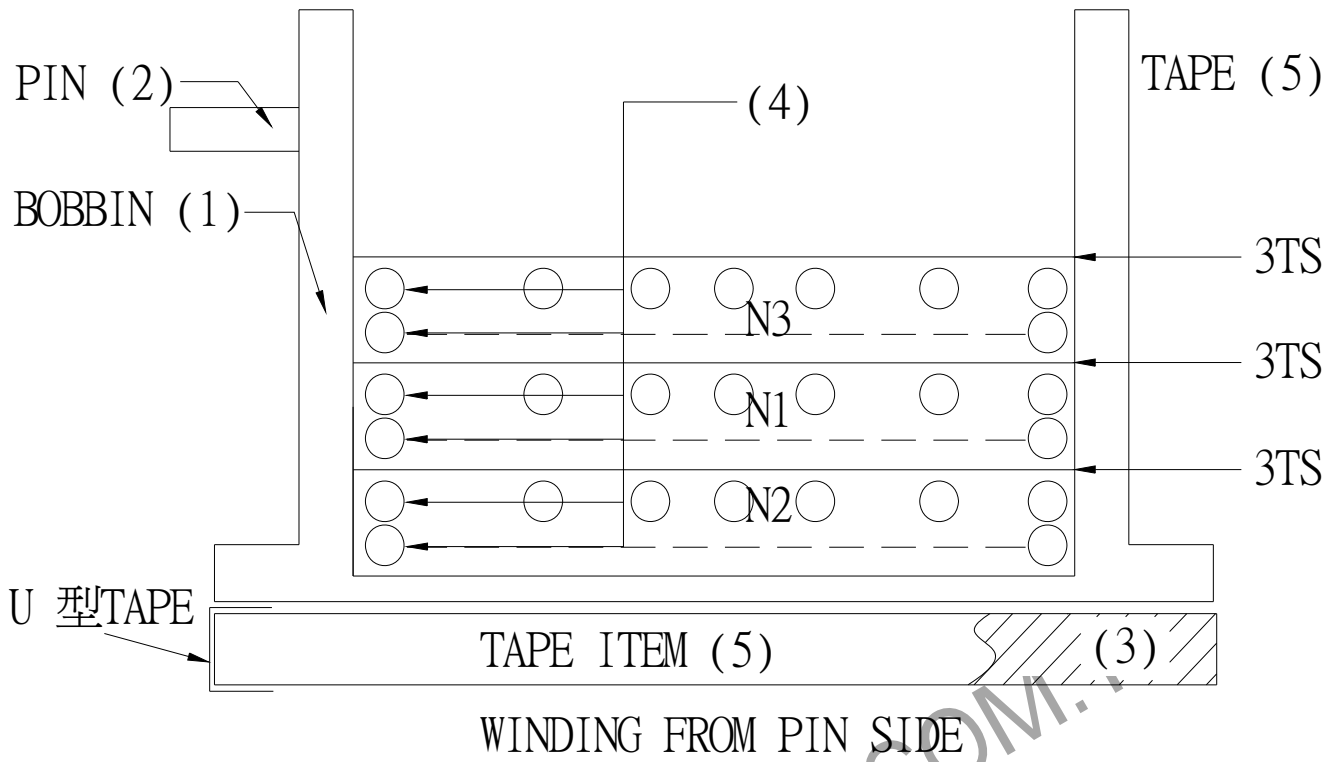 PIN (2)
(4)
TAPE (5)
BOBBIN (1)
3TS
N3
3TS
N1
3TS
N2
U 型TAPE
TAPE ITEM (5)
(3)
WINDING FROM PIN SIDE
COM.